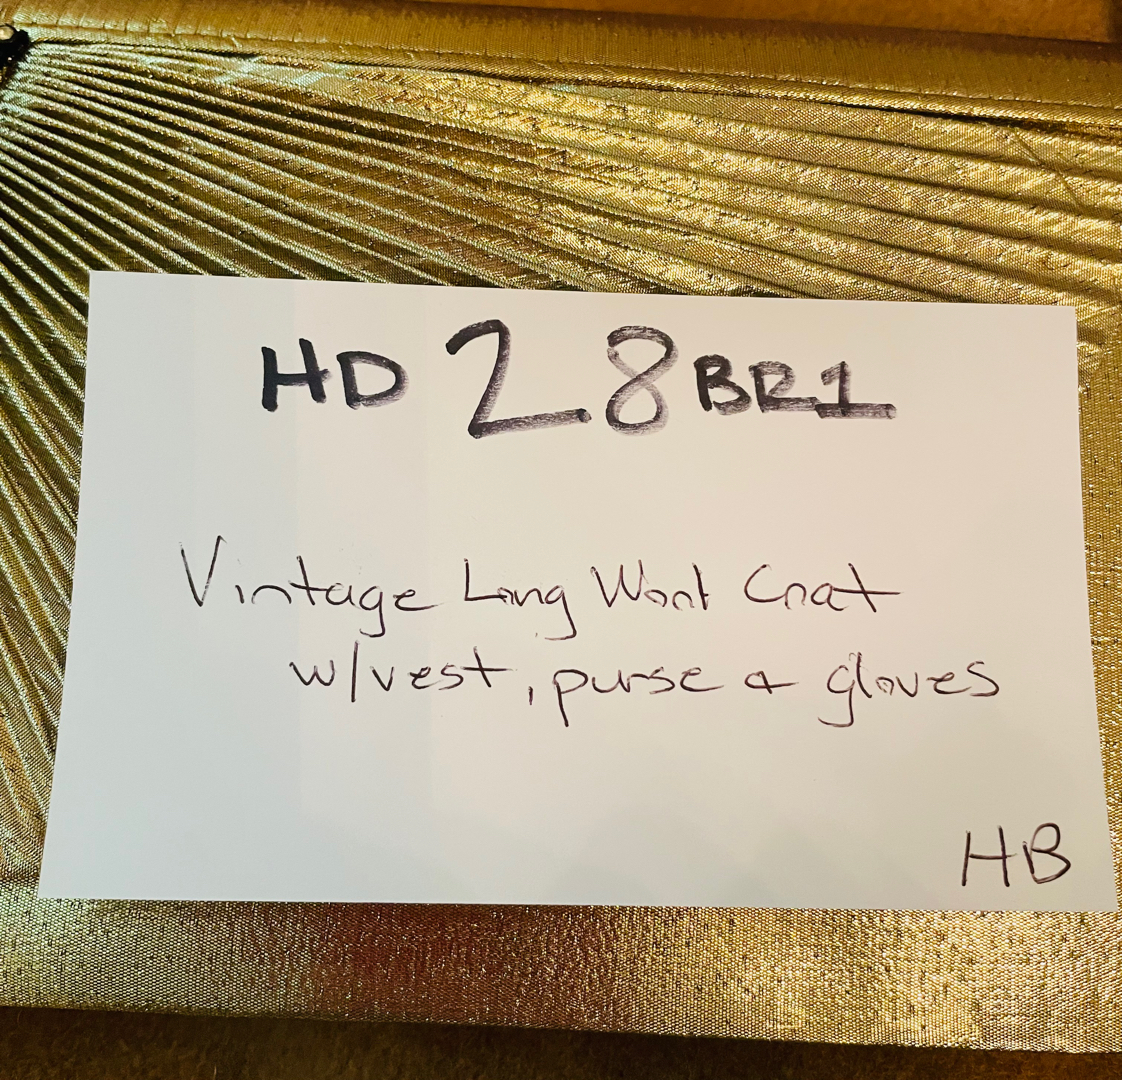 HD 28 BR1
Vintage Long Wool Coat
w/vest, purse & gloves
HB